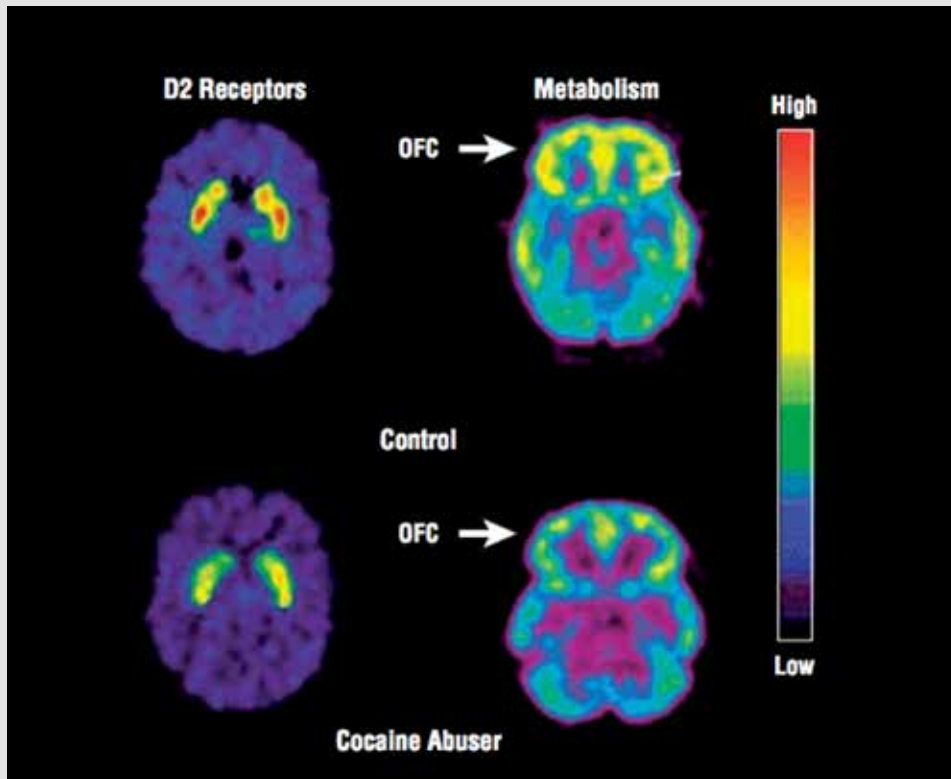 D2 Receptors
Metabolism
High
OFC
Control
OFC
Low
Cocaine Abuser